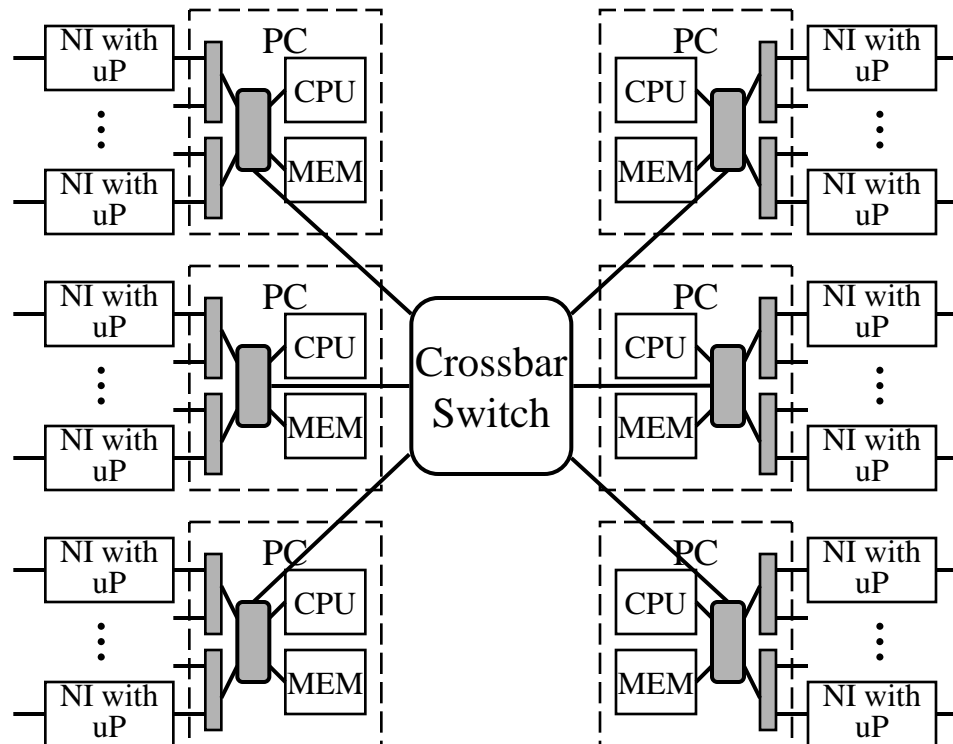 NI with
uP
PC
CPU
MEM
NI with
uP
PC
CPU
MEM
NI with
uP
NI with
uP
NI with
uP
PC
CPU
MEM
NI with
uP
Crossbar
Switch
PC
CPU
MEM
NI with
uP
NI with
uP
NI with
uP
PC
CPU
MEM
NI with
uP
PC
CPU
MEM
NI with
uP
NI with
uP